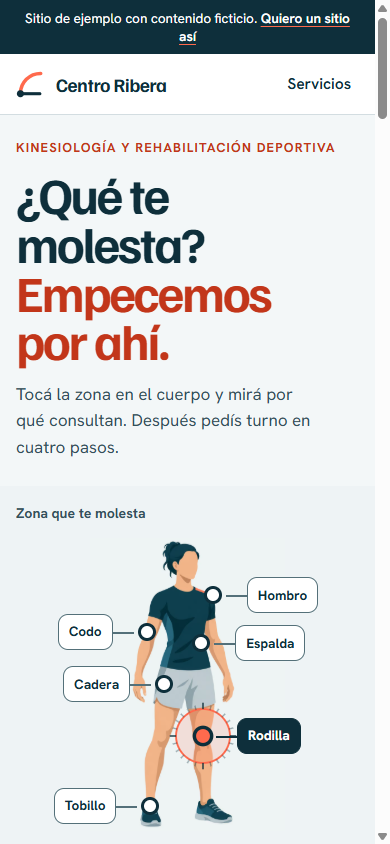 Sitio de ejemplo con contenido ficticio. Quiero un sitio
así
Centro Ribera
Servicios
KINESIOLOGÍA Y REHABILITACIÓN DEPORTIVA
¿Qué te
molesta?
Empecemos
por ahí.
Tocá la zona en el cuerpo y mirá por
qué consultan. Después pedís turno en
cuatro pasos.
Zona que te molesta
Hombro
Codo
Espalda
Cadera
Rodilla
Tobillo